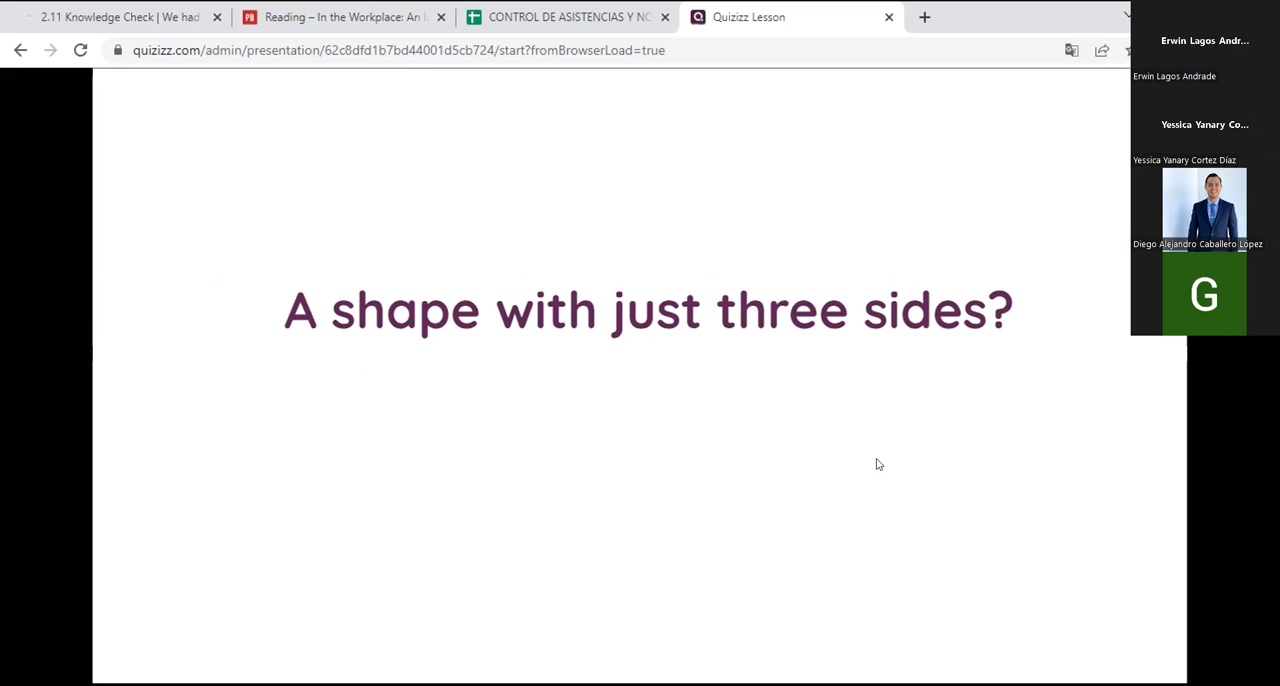 2.11 Knowledge Check | We had
PB Reading – In the Workplace: An I
CONTROL DE ASISTENCIAS Y NO
Quizizz Lesson
quizizz.com/admin/presentation/62c8dfd1b7bd44001d5cb724/start?fromBrowserLoad=true
A shape with just three sides?
Erwin Lagos Andr...
Erwin Lagos Andrade
Yessica Yanary Co...
Yessica Yanary Cortez Díaz
Diego Alejandro Caballero López
G